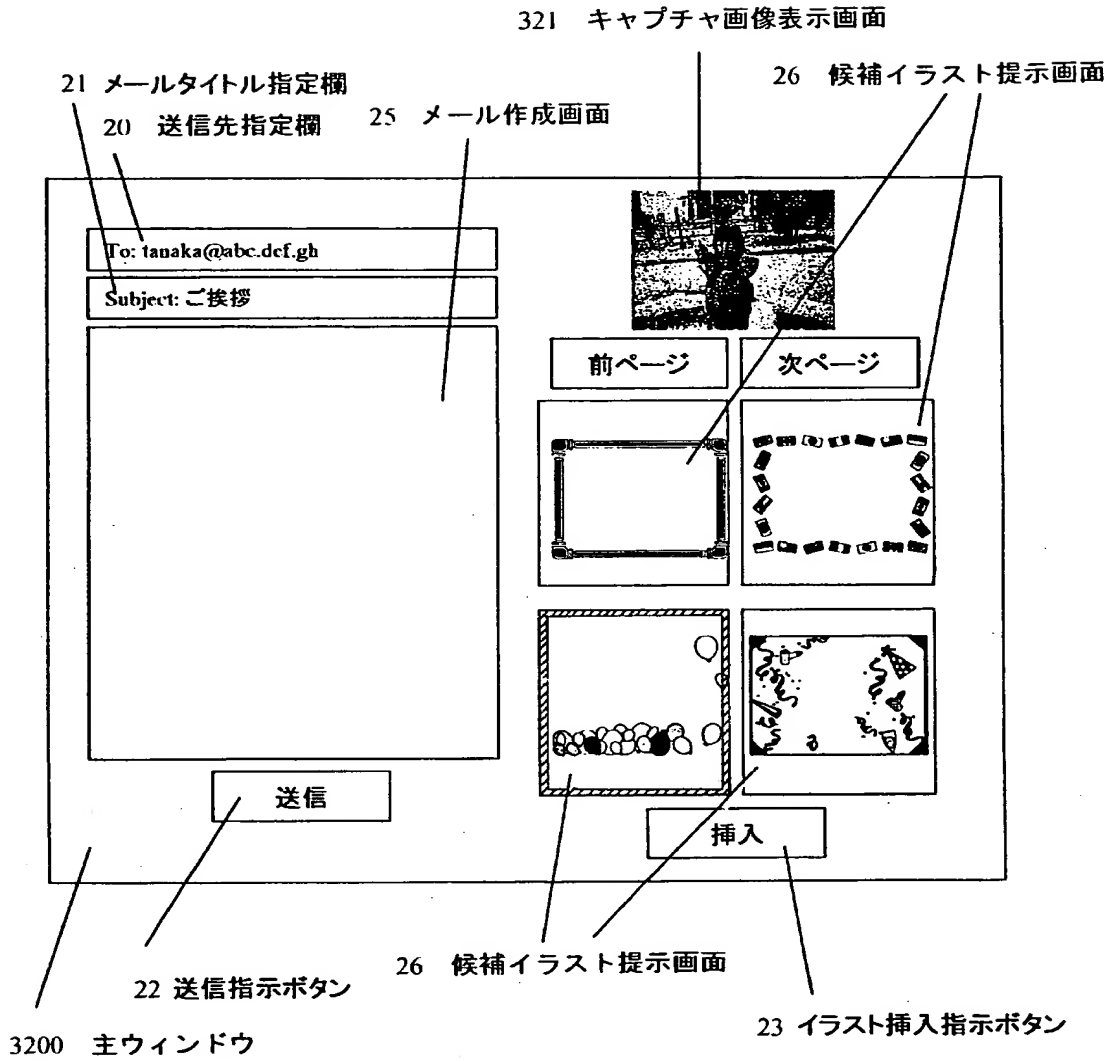 321 キャプチャ画像表示画面
26 候補イラスト提示画面
21 メールタイトル指定欄
20 送信先指定欄
25 メール作成画面
To: tanaka@abc.def.gh
Subject: ご挨拶
前ページ
次ページ
送信
挿入
26 候補イラスト提示画面
22 送信指示ボタン
23 イラスト挿入指示ボタン
3200 主ウィンドウ